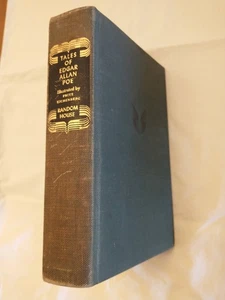 TALES
OF
EDGAR
ALLAN
POE
Illustrated by
FRITZ
EICHENBERG
RANDOM
HOUSE